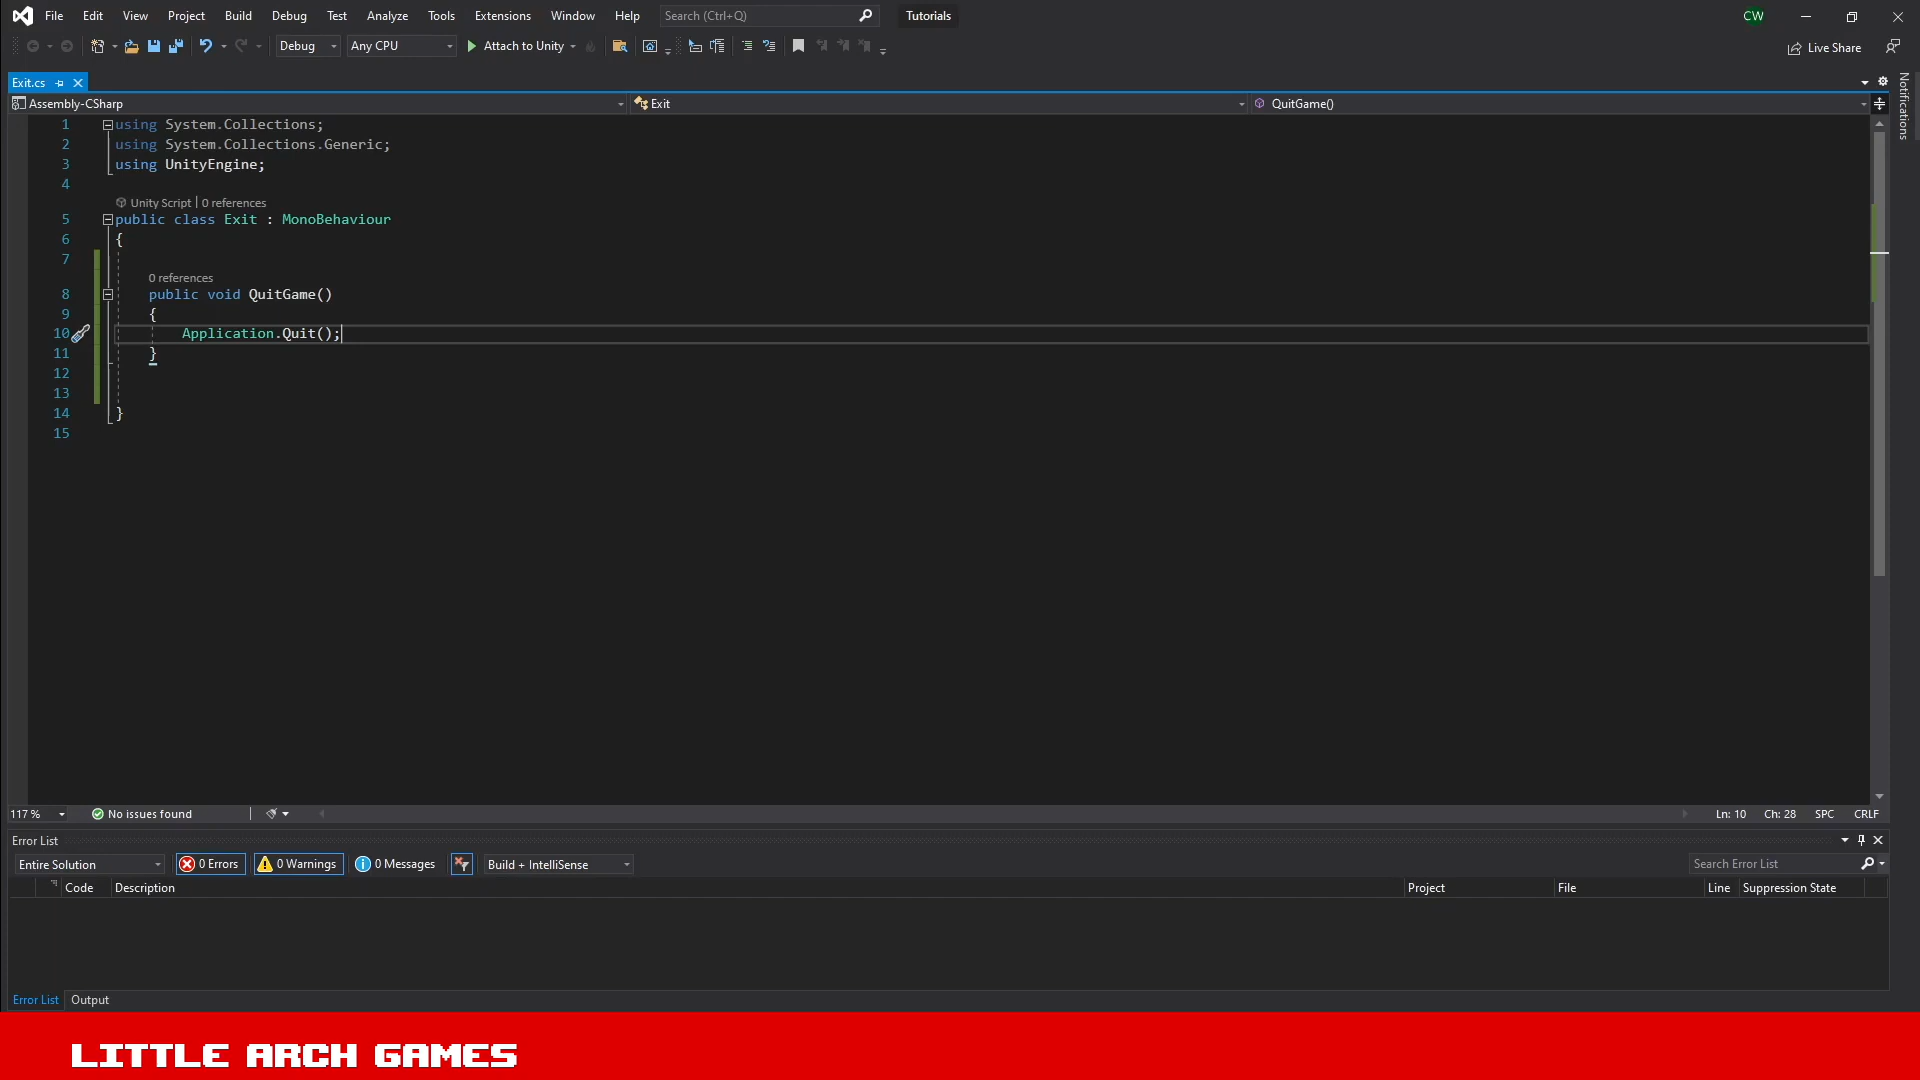 File Edit View Project Build Debug Test Analyze Tools Extensions Window Help Search (Ctrl+Q) Tutorials CW
Debug Any CPU Attach to Unity Live Share
Exit.cs
Notifications
Assembly-CSharp Exit QuitGame()
1 using System.Collections;
2 using System.Collections.Generic;
3 using UnityEngine;
4
Unity Script | 0 references
5 public class Exit : MonoBehaviour
6 {
7
0 references
8 public void QuitGame()
9 {
10 Application.Quit();
11 }
12
13
14 }
15
117 % No issues found Ln: 10 Ch: 28 SPC CRLF
Error List
Entire Solution 0 Errors 0 Warnings 0 Messages Build + IntelliSense Search Error List
Code Description Project File Line Suppression State
Error List Output
LITTLE ARCH GAMES